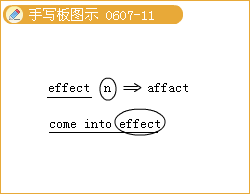 手写板图示 0607-11
effect n ⇒ affact
come into effect